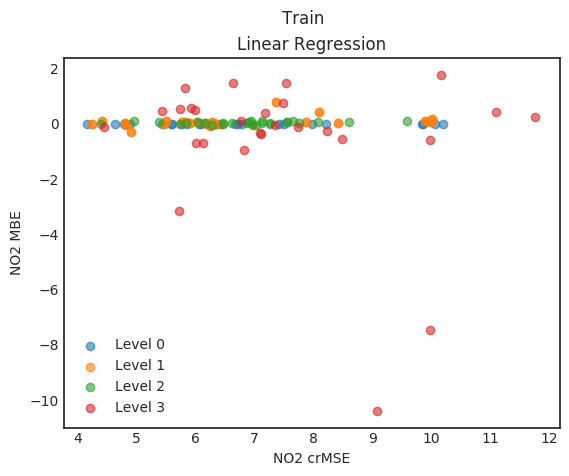 Train
Linear Regression
2
0
−2
−4
−6
−8
−10
NO2 MBE
Level 0
Level 1
Level 2
Level 3
4 5 6 7 8 9 10 11 12
NO2 crMSE